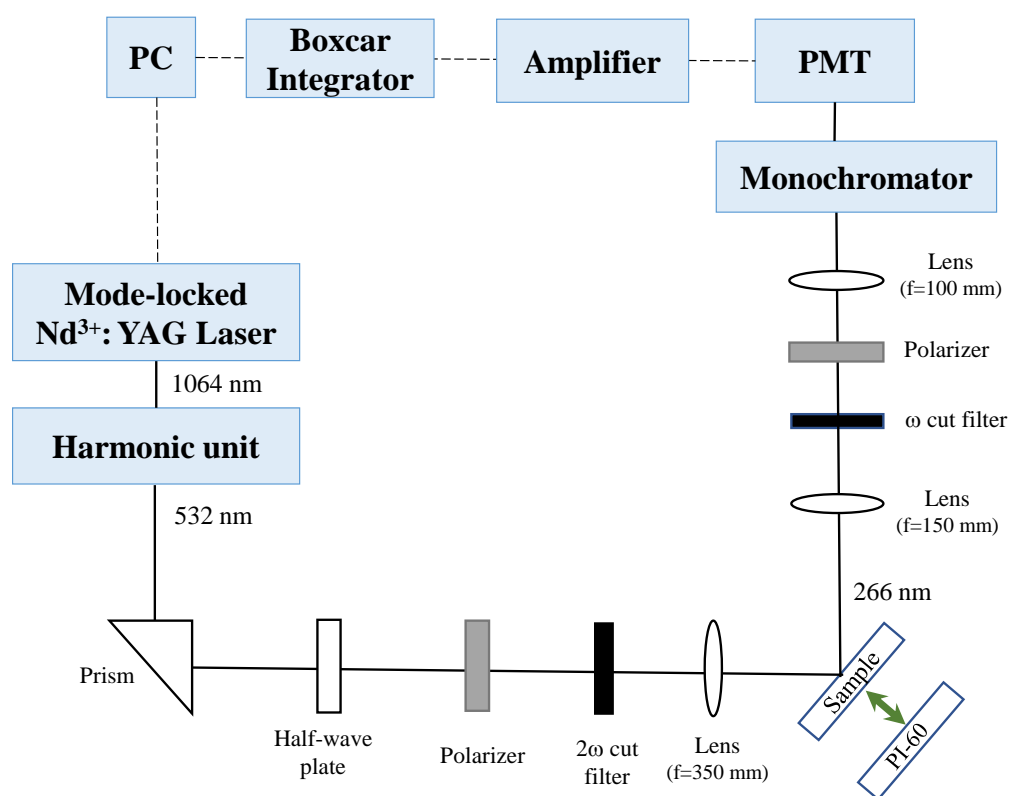 PC
Boxcar
Integrator
Amplifier
PMT
Monochromator
Mode-locked
Nd³⁺: YAG Laser
1064 nm
Harmonic unit
532 nm
Lens
(f=100 mm)
Polarizer
ω cut filter
Lens
(f=150 mm)
266 nm
Prism
Half-wave
plate
Polarizer
2ω cut
filter
Lens
(f=350 mm)
Sample
PI-60